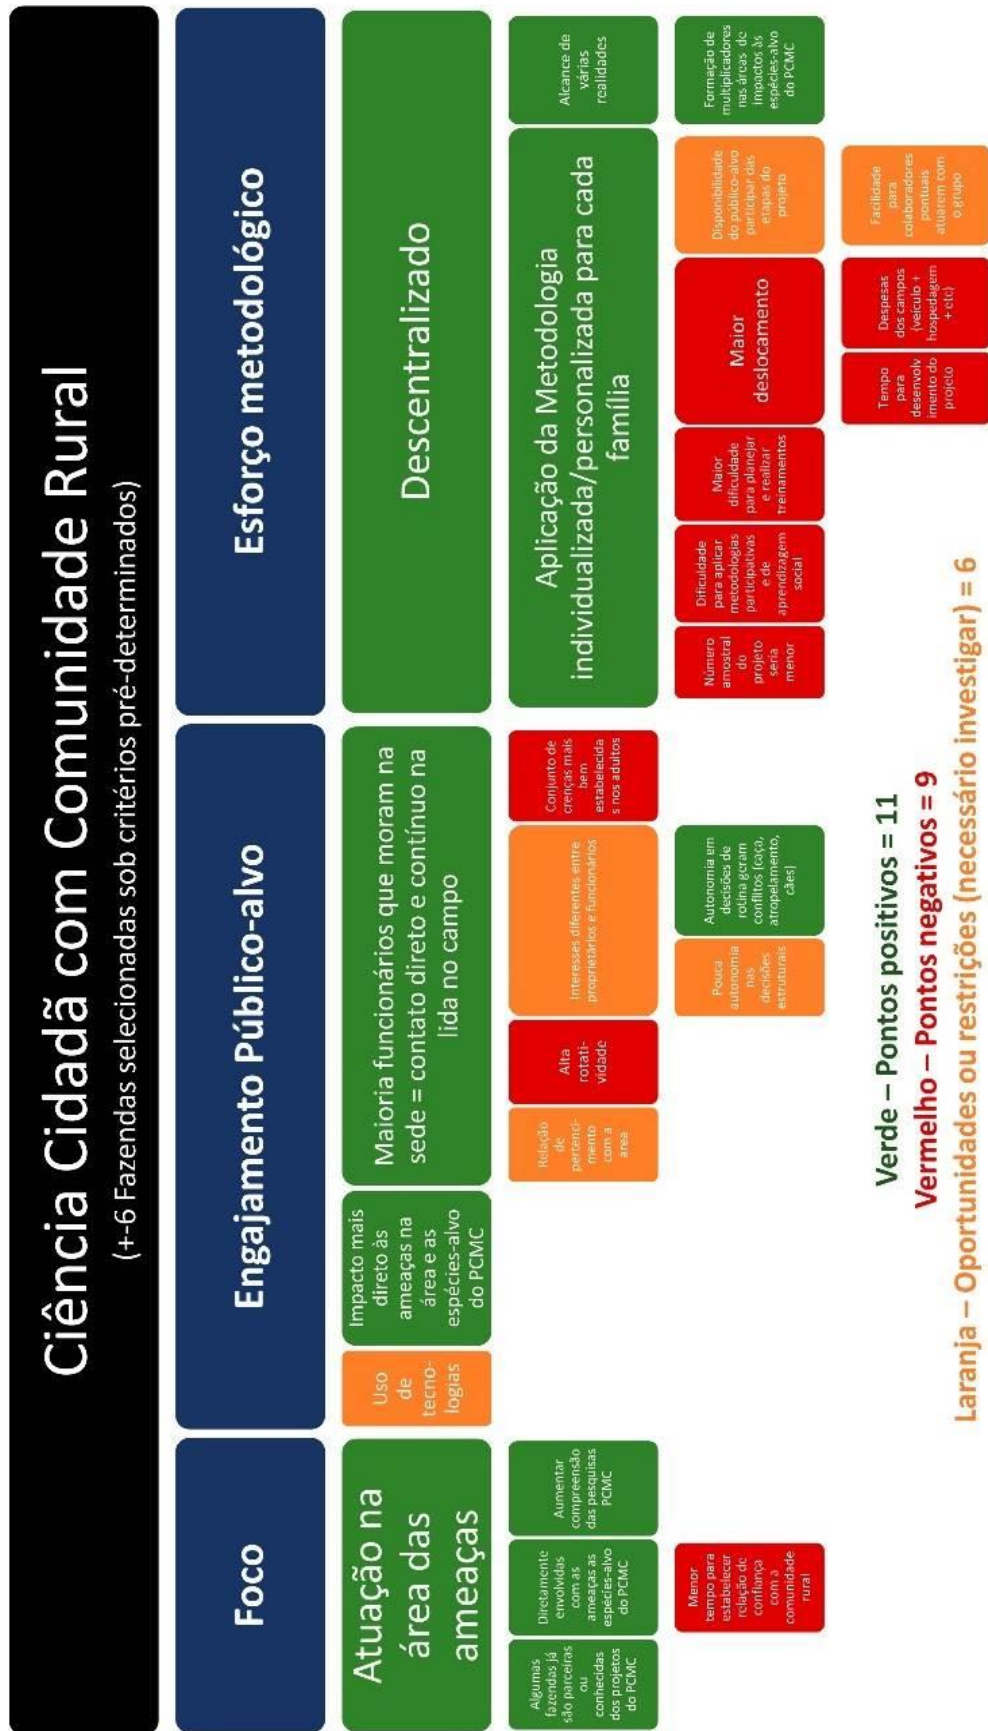 Ciência Cidadã com Comunidade Rural
(+-6 Fazendas selecionadas sob critérios pré-determinados)
Foco
Atuação na
área das
ameaças
Algumas
fazendas já
são parceiras
ou
conhecidas
dos projetos
do PCMC
Diretamente
envolvidas
com as
ameaças as
espécies-alvo
do PCMC
Menor
tempo para
estabelecer
relação de
confiança
com a
comunidade
rural
Aumentar
compreensão
das pesquisas
PCMC
Engajamento Público-alvo
Uso
de
tecno-
logias
Impacto mais
direto às
ameaças na
área e as
espécies-alvo
do PCMC
Maioria funcionários que moram na
sede = contato direto e contínuo na
lida no campo
Relação
de
pertenci-
mento
com a
área
Alta
rotati-
vidade
Interesses diferentes entre
proprietários e funcionários
Pouca
autonomia
nas
decisões
estruturais
Autonomia em
decisões de
rotina geram
conflitos (caça,
atropelamento,
cães)
Conjunto de
crenças mais
bem
estabelecida
s nos adultos
Esforço metodológico
Descentralizado
Aplicação da Metodologia
individualizada/personalizada para cada
família
Número
amostral
do
projeto
seria
menor
Dificuldade
para aplicar
metodologias
participativas
e de
aprendizagem
social
Maior
dificuldade
para planejar
e realizar
treinamentos
Maior
deslocamento
Tempo
para
desenvolv
imento do
projeto
Despesas
dos campos
(veículo +
hospedagem
+ etc)
Disponibilidade
do público-alvo
participar das
etapas do
projeto
Facilidade
para
colaboradores
pontuais
atuarem com
o grupo
Alcance de
várias
realidades
Formação de
multiplicadores
nas áreas de
impactos às
espécies-alvo
do PCMC
Verde – Pontos positivos = 11
Vermelho – Pontos negativos = 9
Laranja – Oportunidades ou restrições (necessário investigar) = 6